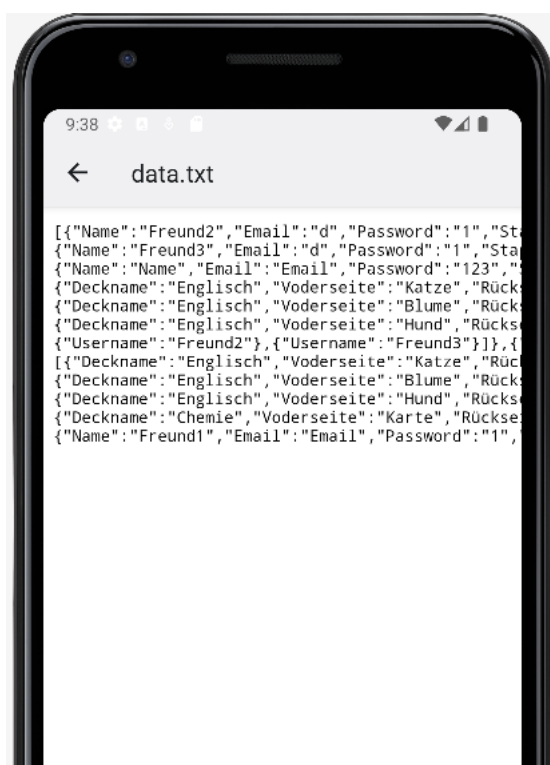 9:38
data.txt
[{"Name":"Freund2","Email":"d","Password":"1","Sta
{"Name":"Freund3","Email":"d","Password":"1","Sta
{"Name":"Name","Email":"Email","Password":"123","
{"Deckname":"Englisch","Voderseite":"Katze","Rücks
{"Deckname":"Englisch","Voderseite":"Blume","Rücks
{"Deckname":"Englisch","Voderseite":"Hund","Rückse
{"Username":"Freund2"},{"Username":"Freund3"}]},{"
[{"Deckname":"Englisch","Voderseite":"Katze","Rüc
{"Deckname":"Englisch","Voderseite":"Blume","Rücks
{"Deckname":"Englisch","Voderseite":"Hund","Rückse
{"Deckname":"Chemie","Voderseite":"Karte","Rücksei
{"Name":"Freund1","Email":"Email","Password":"1","